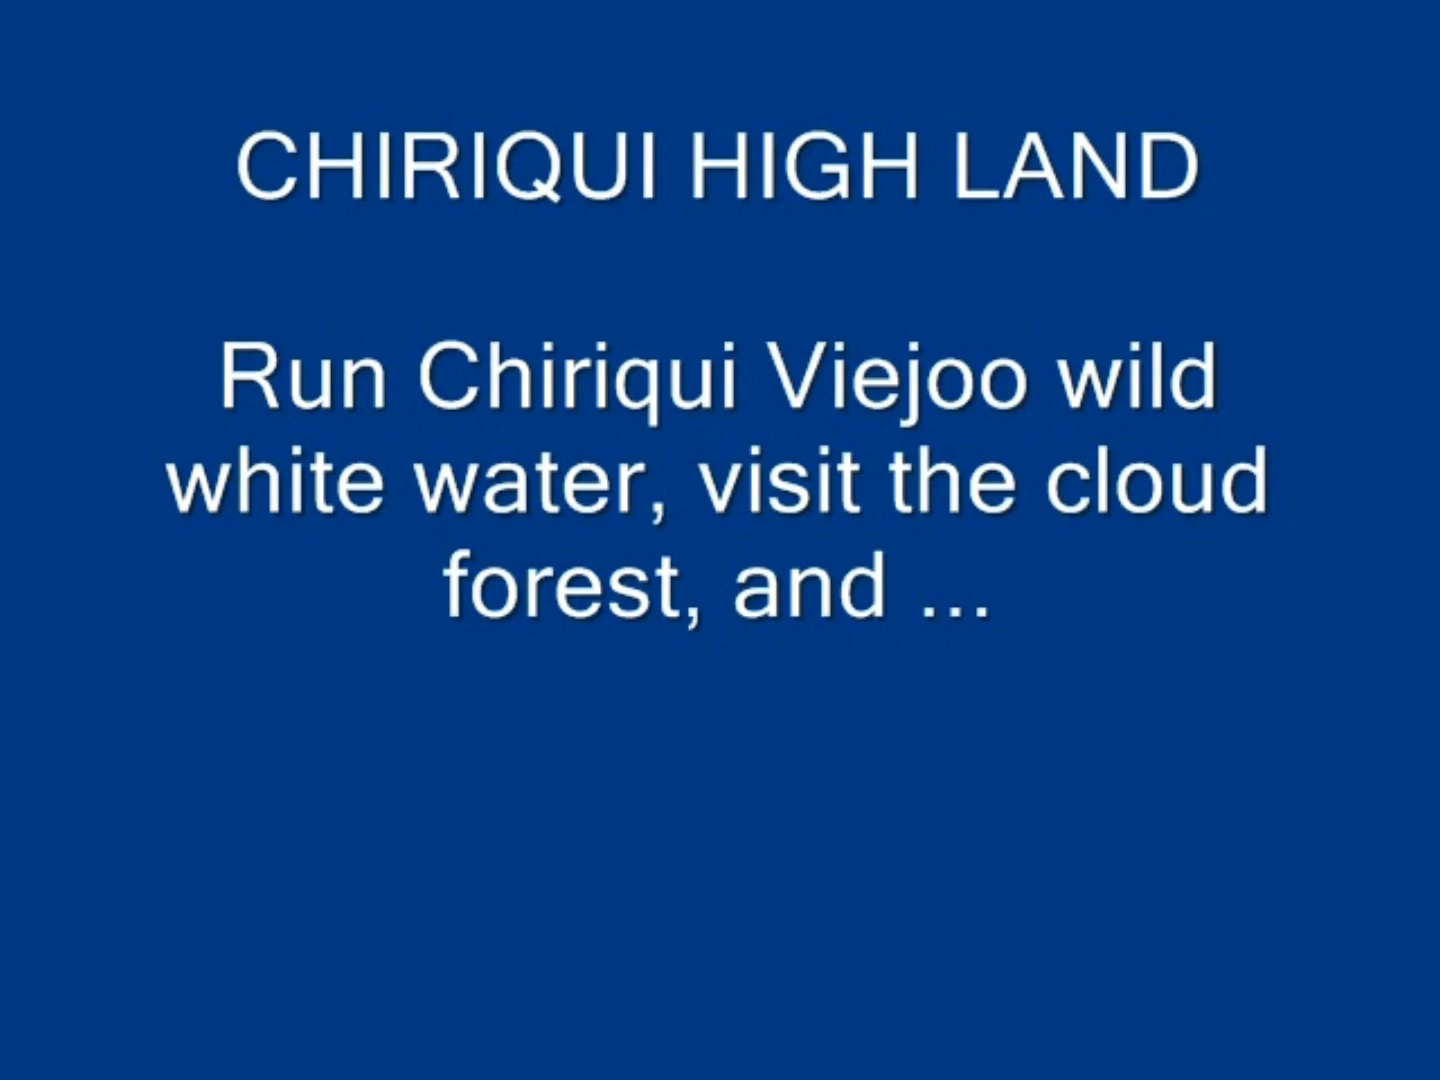 CHIRIQUI HIGH LAND
Run Chiriqui Viejoo wild
white water, visit the cloud
forest, and ...